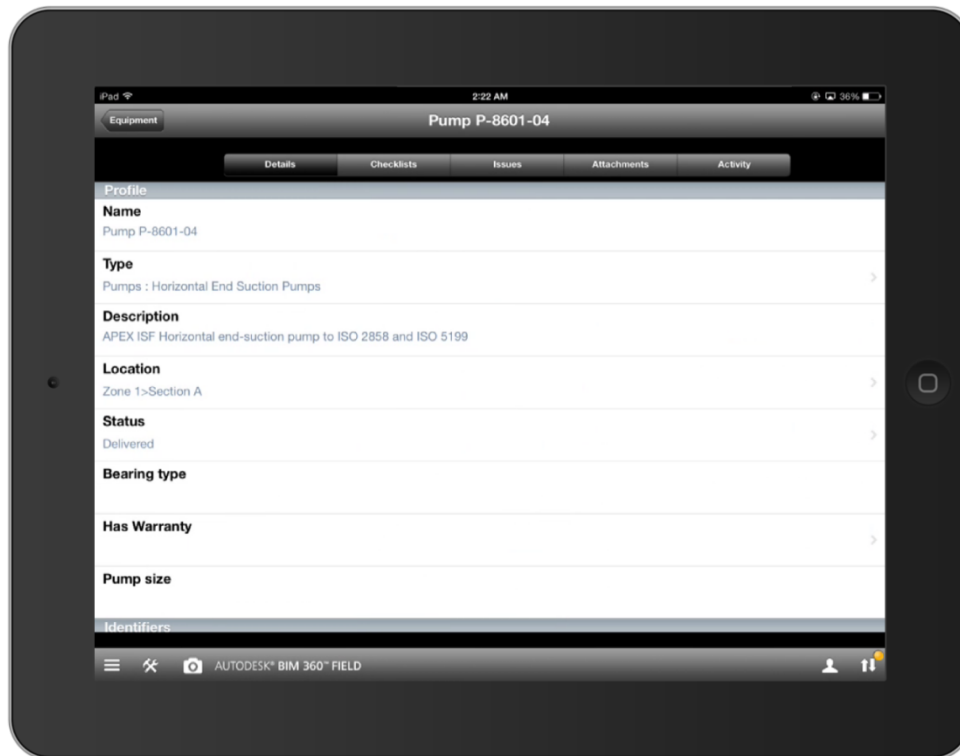 iPad 2:22 AM 36%
Equipment Pump P-8601-04
Details Checklists Issues Attachments Activity
Profile
Name
Pump P-8601-04
Type
Pumps : Horizontal End Suction Pumps
Description
APEX ISF Horizontal end-suction pump to ISO 2858 and ISO 5199
Location
Zone 1>Section A
Status
Delivered
Bearing type
Has Warranty
Pump size
Identifiers
AUTODESK® BIM 360™ FIELD